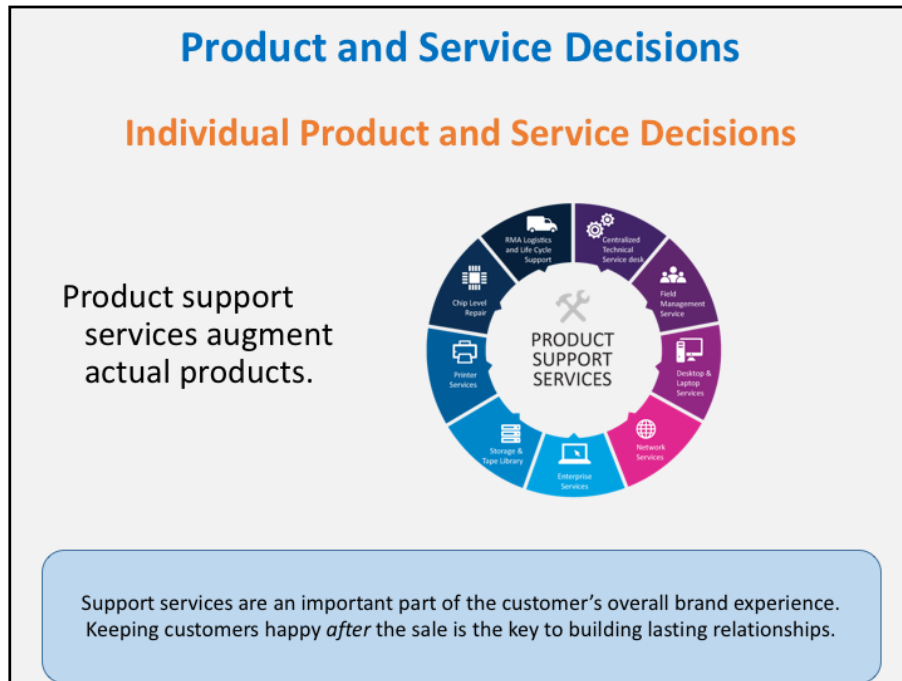 Product and Service Decisions
Individual Product and Service Decisions
Product support
services augment
actual products.
RMA Logistics
and Life Cycle
Support
Centralized
Technical
Service desk
Field
Management
Service
Desktop &
Laptop
Services
Network
Services
Enterprise
Services
Storage &
Tape Library
Printer
Services
Chip Level
Repair
PRODUCT
SUPPORT
SERVICES
Support services are an important part of the customer’s overall brand experience.
Keeping customers happy after the sale is the key to building lasting relationships.